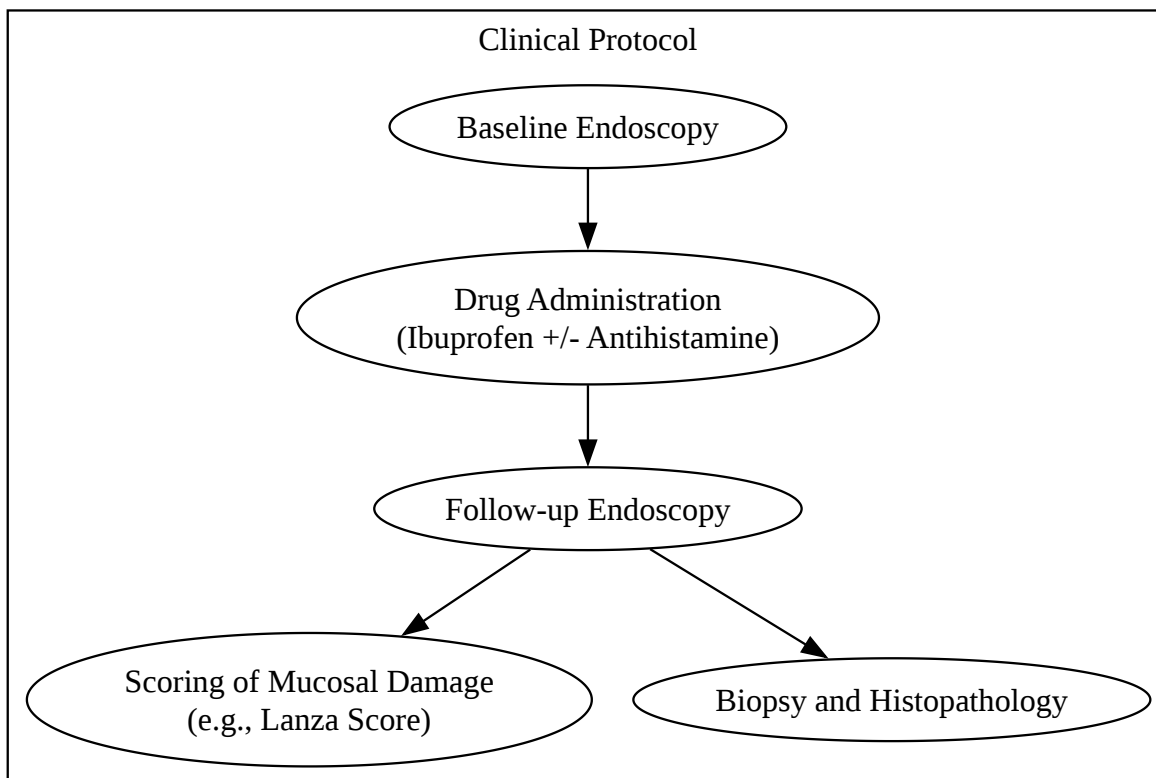 Clinical Protocol
Baseline Endoscopy
Drug Administration
(Ibuprofen +/- Antihistamine)
Follow-up Endoscopy
Scoring of Mucosal Damage
(e.g., Lanza Score)
Biopsy and Histopathology